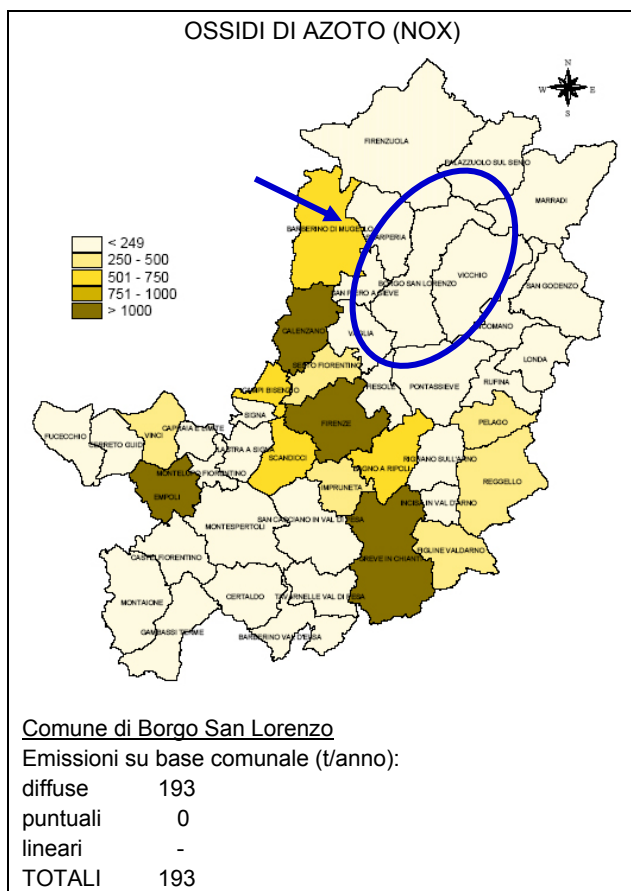 OSSIDI DI AZOTO (NOX)
N
W E
S
FIRENZUOLA
PALAZZUOLO SUL SENIO
MARRADI
BARBERINO DI MUGELLO
SCARPERIA
< 249
250 - 500
501 - 750
751 - 1000
> 1000
VICCHIO
BORGO SAN LORENZO
SAN GODENZO
SAN PIERO A SIEVE
CALENZANO
VAGLIA
DICOMANO
LONDA
SESTO FIORENTINO
RUFINA
FIESOLE
PONTASSIEVE
CAMPI BISENZIO
PELAGO
SIGNA
FIRENZE
FUCECCHIO
VINCI
CAPRAIA E LIMITE
CERRETO GUIDI
LASTRA A SIGNA
SCANDICCI
BAGNO A RIPOLI
RIGNANO SULL'ARNO
MONTELUPO FIORENTINO
REGGELLO
IMPRUNETA
EMPOLI
INCISA IN VAL D'ARNO
SAN CASCIANO IN VAL DI PESA
MONTESPERTOLI
FIGLINE VALDARNO
CASTELFIORENTINO
GREVE IN CHIANTI
MONTAIONE
CERTALDO
TAVARNELLE VAL DI PESA
GAMBASSI TERME
BARBERINO VAL D'ELSA
Comune di Borgo San Lorenzo
Emissioni su base comunale (t/anno):
diffuse 193
puntuali 0
lineari -
TOTALI 193